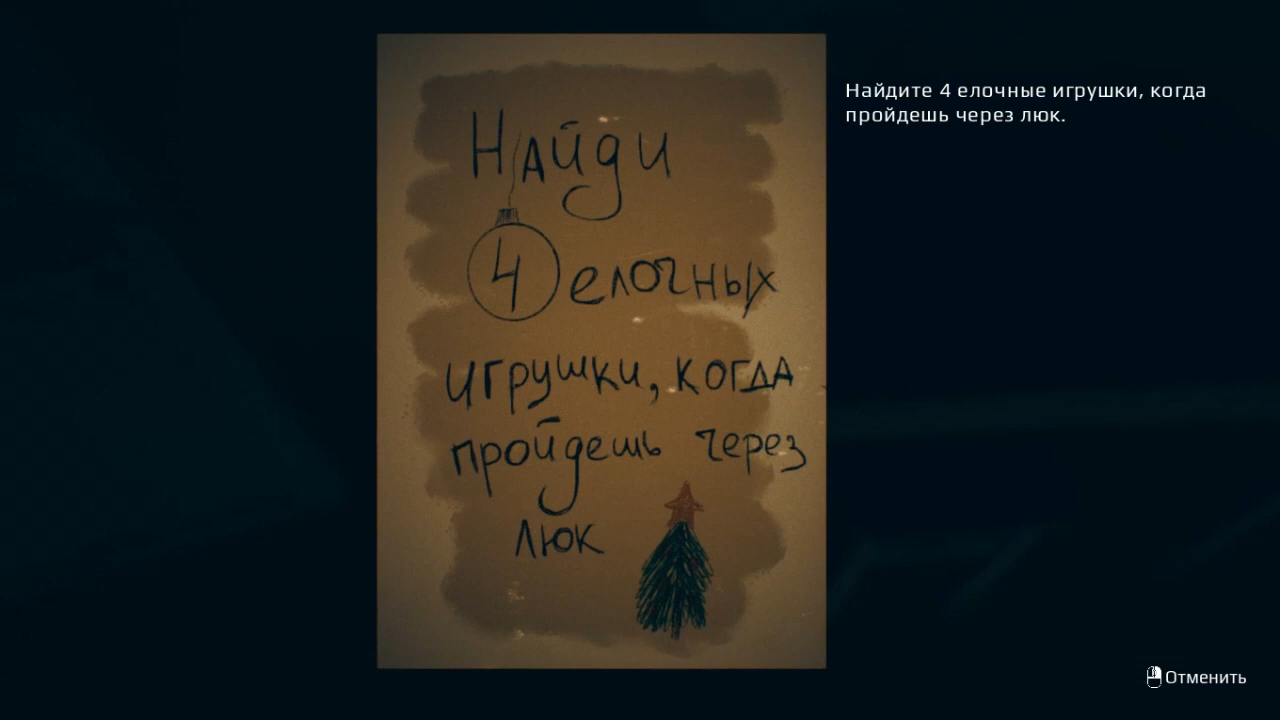 Найди
4 елочных
игрушки, когда
пройдешь через
люк
Найдите 4 елочные игрушки, когда
пройдешь через люк.
Отменить